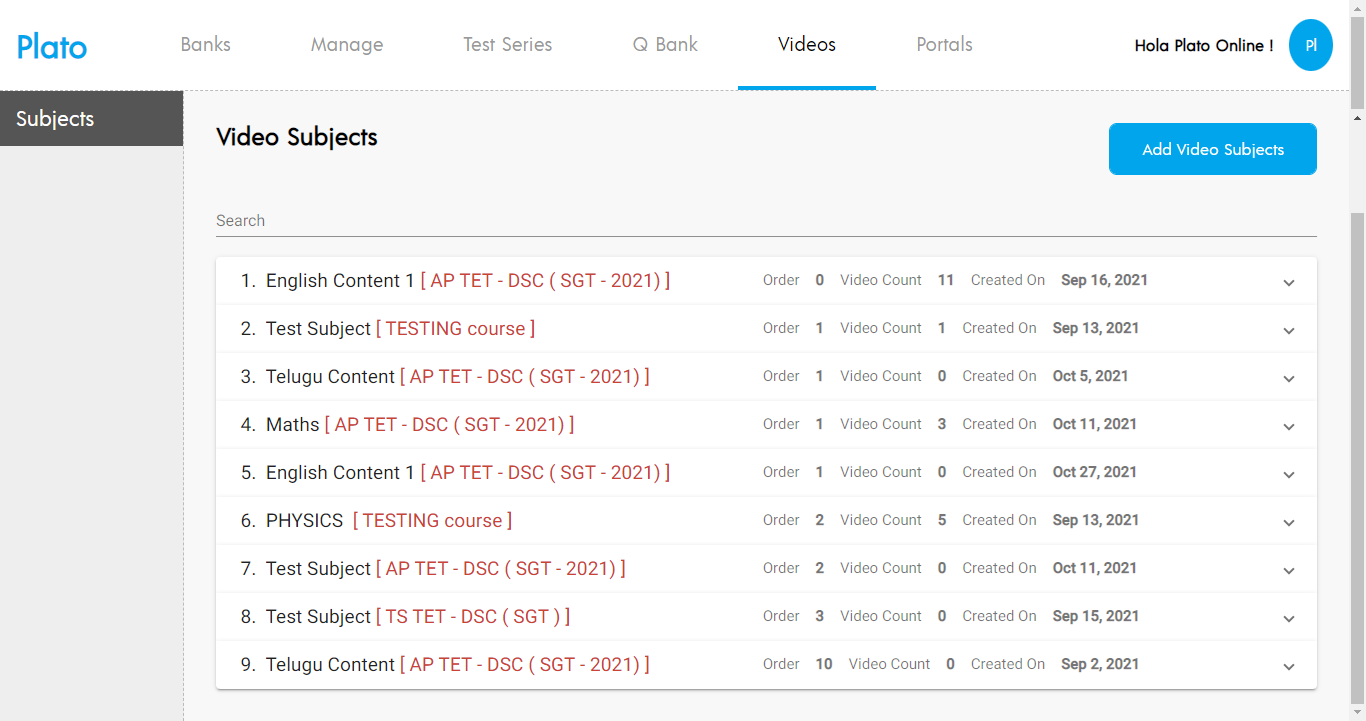 Plato Banks Manage Test Series Q Bank Videos Portals Hola Plato Online ! Pl
Subjects
Video Subjects
Add Video Subjects
Search
1. English Content 1 [ AP TET - DSC ( SGT - 2021) ] Order 0 Video Count 11 Created On Sep 16, 2021
2. Test Subject [ TESTING course ] Order 1 Video Count 1 Created On Sep 13, 2021
3. Telugu Content [ AP TET - DSC ( SGT - 2021) ] Order 1 Video Count 0 Created On Oct 5, 2021
4. Maths [ AP TET - DSC ( SGT - 2021) ] Order 1 Video Count 3 Created On Oct 11, 2021
5. English Content 1 [ AP TET - DSC ( SGT - 2021) ] Order 1 Video Count 0 Created On Oct 27, 2021
6. PHYSICS [ TESTING course ] Order 2 Video Count 5 Created On Sep 13, 2021
7. Test Subject [ AP TET - DSC ( SGT - 2021) ] Order 2 Video Count 0 Created On Oct 11, 2021
8. Test Subject [ TS TET - DSC ( SGT ) ] Order 3 Video Count 0 Created On Sep 15, 2021
9. Telugu Content [ AP TET - DSC ( SGT - 2021) ] Order 10 Video Count 0 Created On Sep 2, 2021